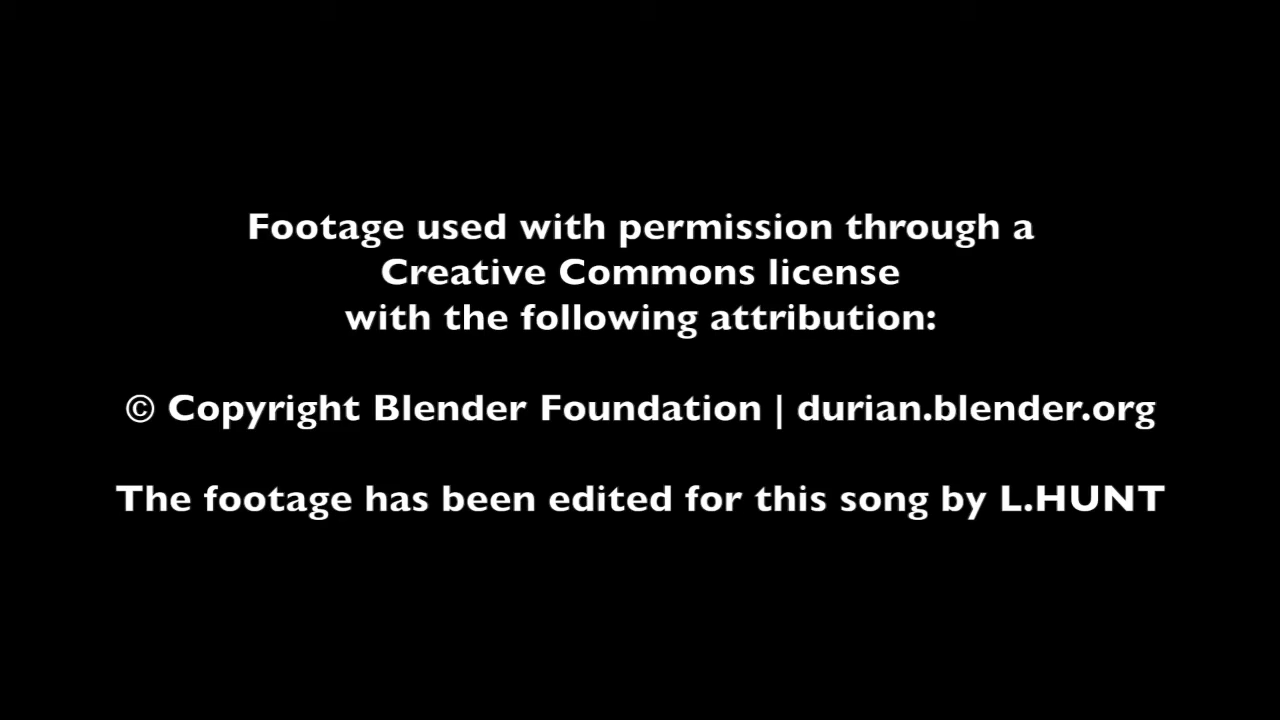 Footage used with permission through a
Creative Commons license
with the following attribution:
© Copyright Blender Foundation | durian.blender.org
The footage has been edited for this song by L.HUNT